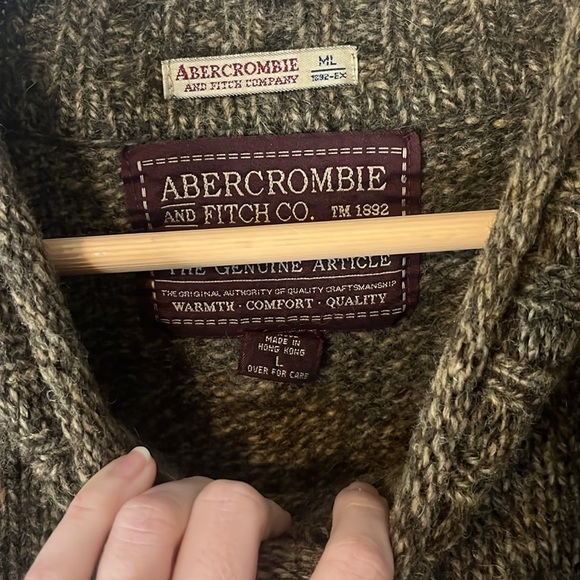 ABERCROMBIE
AND FITCH COMPANY
ML
1892-EX
ABERCROMBIE
AND FITCH CO. TM 1892
THE GENUINE ARTICLE
THE ORIGINAL AUTHORITY OF QUALITY CRAFTSMANSHIP
WARMTH · COMFORT · QUALITY
MADE IN
HONG KONG
L
OVER FOR CARE